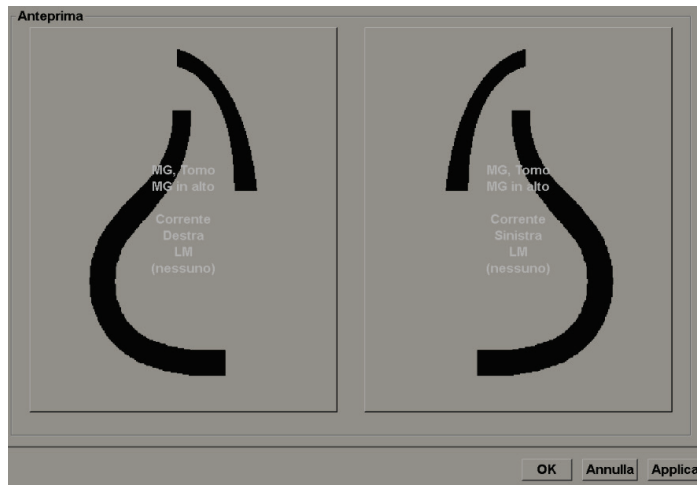 Anteprima
MG, Tomo
MG in alto
Corrente
Destra
LM
(nessuno)
MG, Tomo
MG in alto
Corrente
Sinistra
LM
(nessuno)
OK
Annulla
Applica